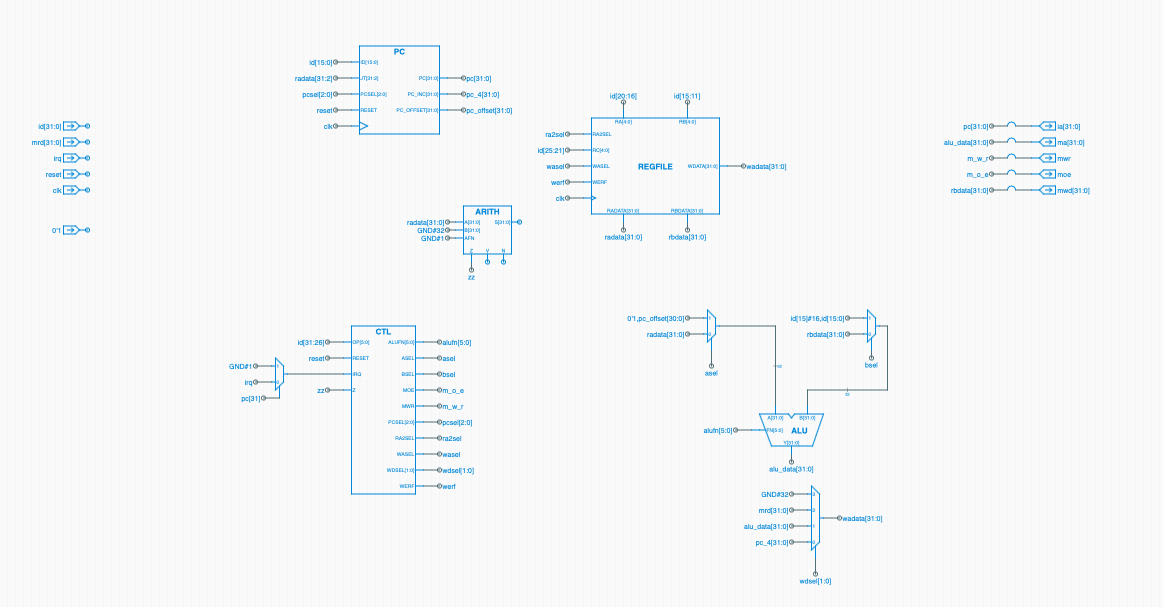 PC
id[15:0]
ID[15:0]
radata[31:2]
JT[31:2]
PC[31:0]
pc[31:0]
pcsel[2:0]
PCSEL[2:0]
PC_INC[31:0]
pc_4[31:0]
reset
RESET
PC_OFFSET[31:0]
pc_offset[31:0]
clk
id[31:0]
mrd[31:0]
irq
reset
clk
0'1
id[20:16]
id[15:11]
RA[4:0]
RB[4:0]
ra2sel
RA2SEL
id[25:21]
RC[4:0]
wasel
WASEL
REGFILE
WDATA[31:0]
wadata[31:0]
werf
WERF
clk
RADATA[31:0]
RBDATA[31:0]
radata[31:0]
rbdata[31:0]
pc[31:0]
ia[31:0]
alu_data[31:0]
ma[31:0]
m_w_r
mwr
m_o_e
moe
rbdata[31:0]
mwd[31:0]
ARITH
radata[31:0]
A[31:0]
S[31:0]
GND#32
B[31:0]
GND#1
AFN
Z
V
N
zz
CTL
id[31:26]
OP[5:0]
ALUFN[5:0]
alufn[5:0]
reset
RESET
ASEL
asel
GND#1
1
IRQ
BSEL
bsel
irq
0
zz
Z
MOE
m_o_e
pc[31]
MWR
m_w_r
PCSEL[2:0]
pcsel[2:0]
RA2SEL
ra2sel
WASEL
wasel
WDSEL[1:0]
wdsel[1:0]
WERF
werf
0'1,pc_offset[30:0]
1
radata[31:0]
0
asel
id[15]#16,id[15:0]
1
rbdata[31:0]
0
bsel
32
32
A[31:0]
B[31:0]
alufn[5:0]
FN[5:0]
ALU
Y[31:0]
alu_data[31:0]
GND#32
3
mrd[31:0]
2
wadata[31:0]
alu_data[31:0]
1
pc_4[31:0]
0
wdsel[1:0]